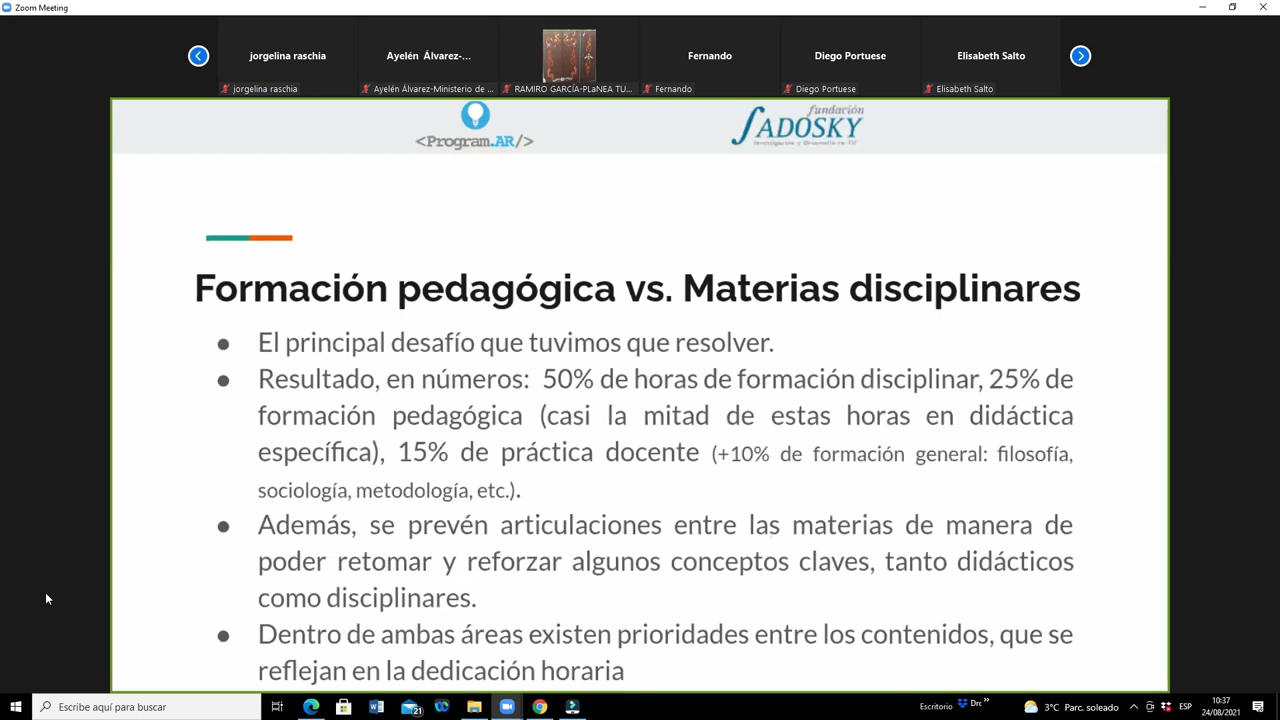 Zoom Meeting
jorgelina raschia
Ayelén Álvarez-...
Fernando
Diego Portuese
Elisabeth Salto
jorgelina raschia
Ayelén Álvarez-Ministerio de ...
RAMIRO GARCÍA-PLaNEA TU...
Fernando
Diego Portuese
Elisabeth Salto
<Program.AR/>
fundación
SADOSKY
Investigación y Desarrollo en TIC
Formación pedagógica vs. Materias disciplinares
● El principal desafío que tuvimos que resolver.
● Resultado, en números: 50% de horas de formación disciplinar, 25% de
formación pedagógica (casi la mitad de estas horas en didáctica
específica), 15% de práctica docente (+10% de formación general: filosofía,
sociología, metodología, etc.).
● Además, se prevén articulaciones entre las materias de manera de
poder retomar y reforzar algunos conceptos claves, tanto didácticos
como disciplinares.
● Dentro de ambas áreas existen prioridades entre los contenidos, que se
reflejan en la dedicación horaria
Escribe aquí para buscar
21
Escritorio
Drc
»
3°C Parc. soleado
ESP
10:37
24/08/2021